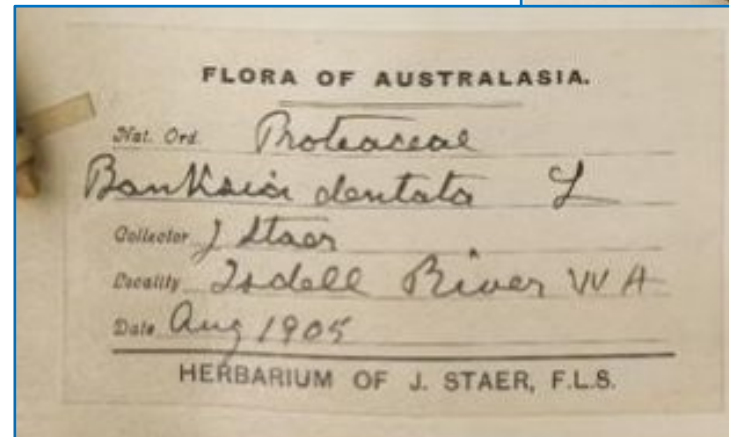 FLORA OF AUSTRALASIA.
Nat. Ord. Proteaceae
Banksia dentata L
Collector J Staer
Locality Isdell River W A
Date Aug 1905
HERBARIUM OF J. STAER, F.L.S.